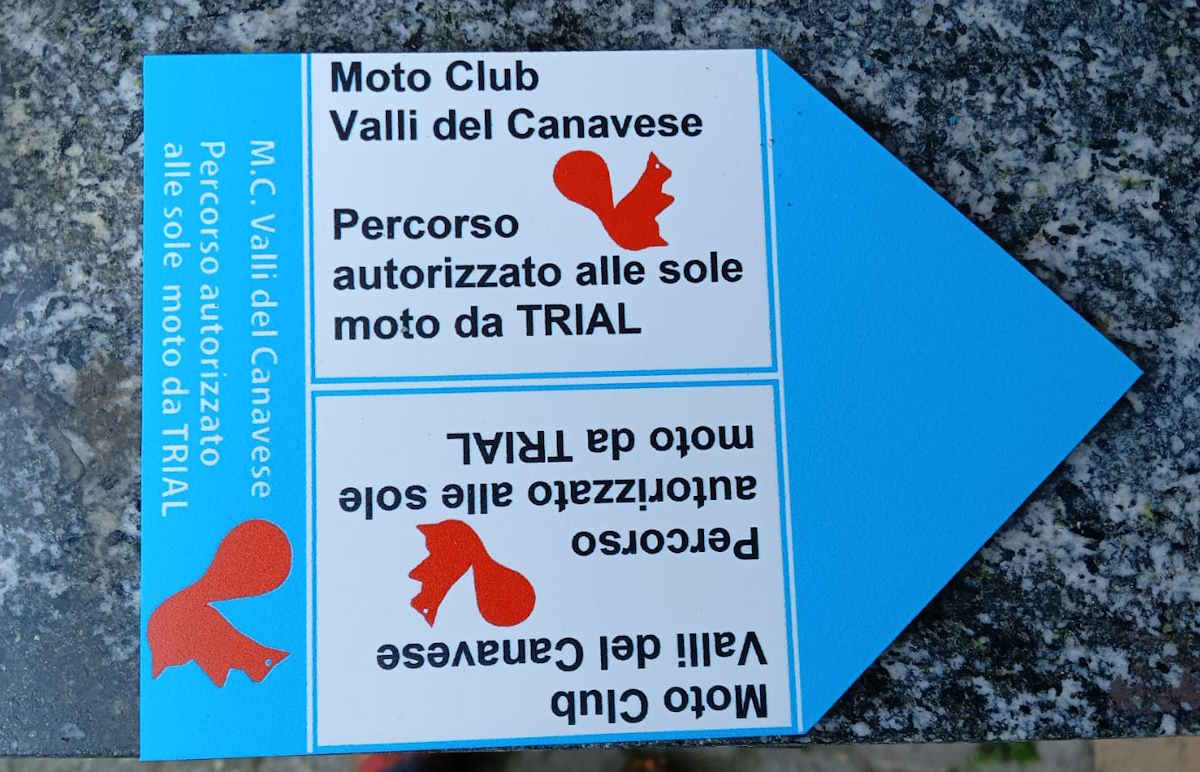 Moto Club
Valli del Canavese
Percorso
autorizzato alle sole
moto da TRIAL
Moto Club
Valli del Canavese
Percorso
autorizzato alle sole
moto da TRIAL
M.C. Valli del Canavese
Percorso autorizzato
alle sole moto da TRIAL